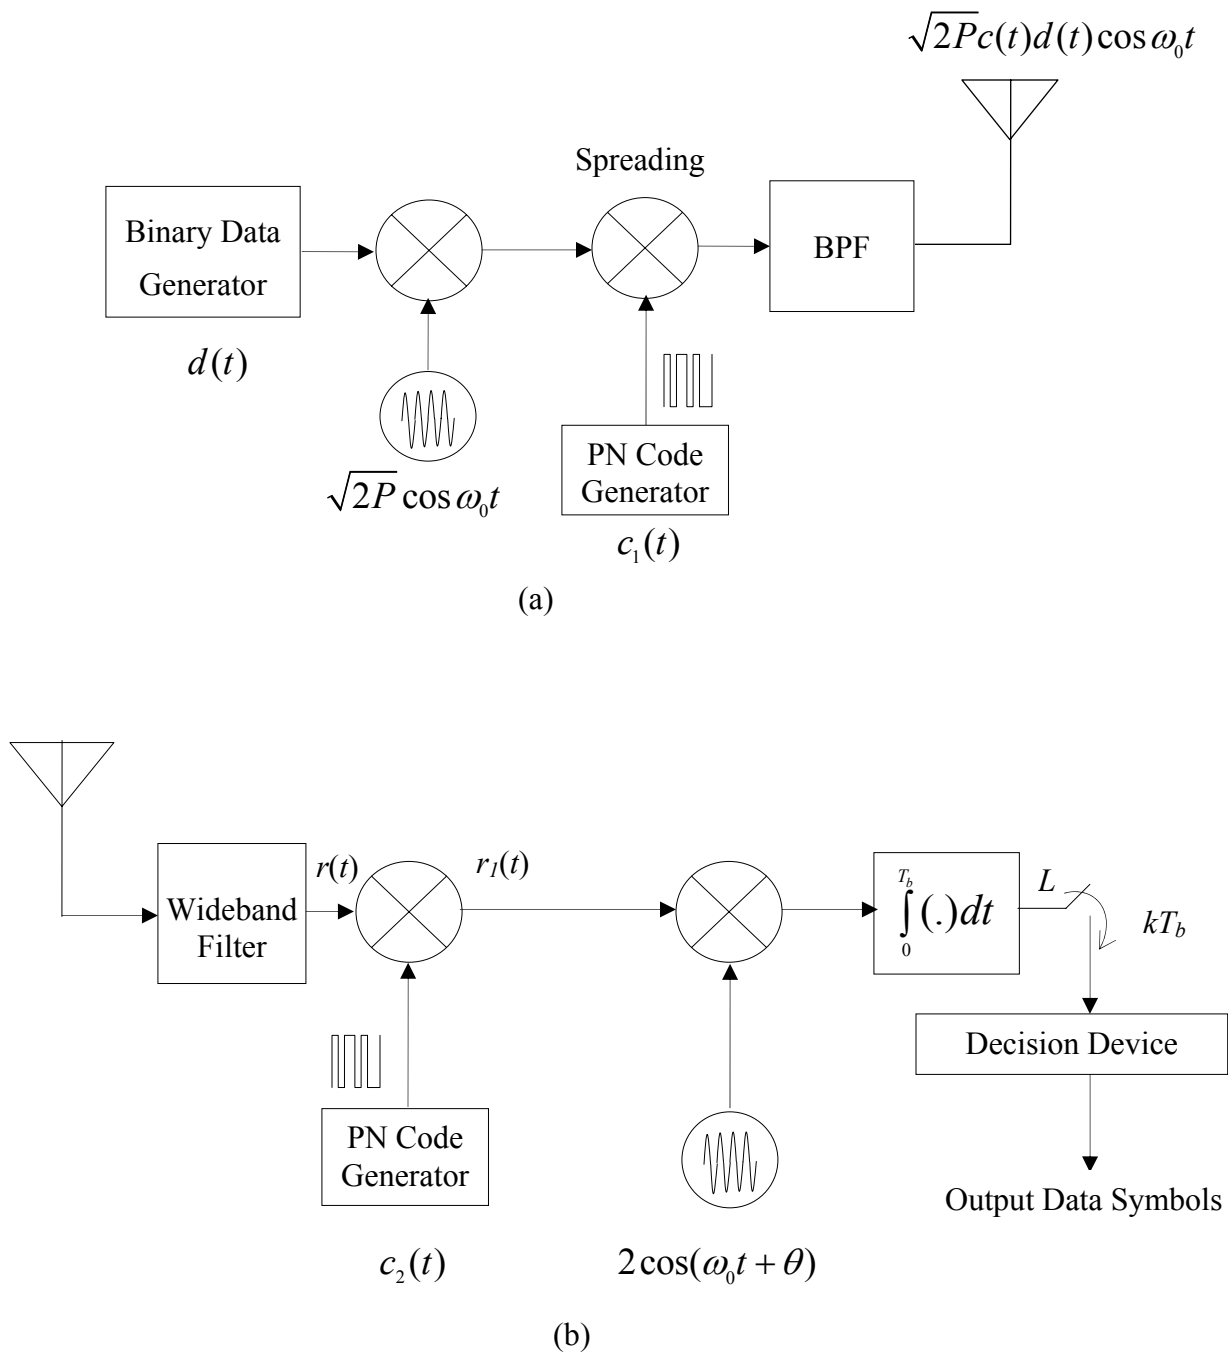 √2Pc(t)d(t)cos ω₀t
Spreading
Binary Data
Generator
BPF
d(t)
√2P cos ω₀t
PN Code
Generator
c₁(t)
(a)
Wideband
Filter
r(t)
r₁(t)
∫₀^{T_b}(.)dt
L
kT_b
Decision Device
PN Code
Generator
Output Data Symbols
c₂(t)
2cos(ω₀t + θ)
(b)